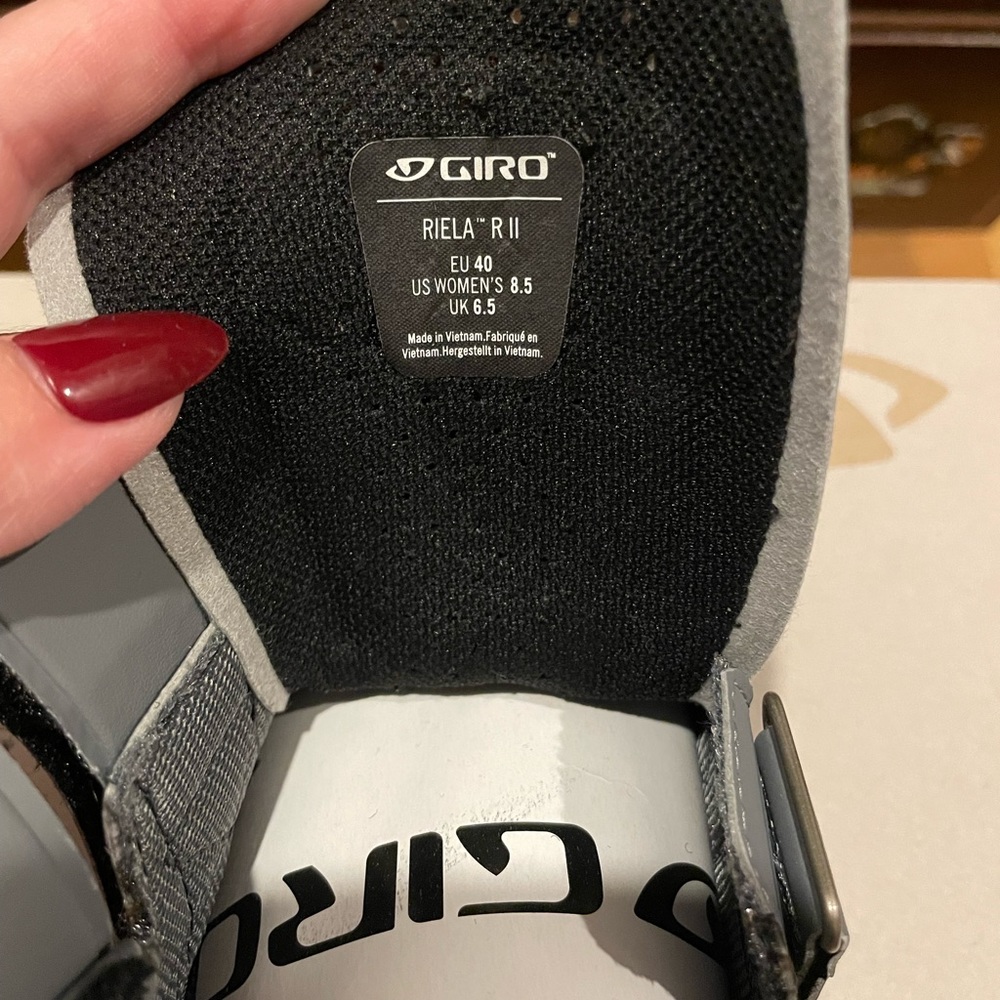 GIRO™
RIELA™ R II
EU 40
US WOMEN'S 8.5
UK 6.5
Made in Vietnam.Fabriqué en
Vietnam.Hergestellt in Vietnam.
GIRO